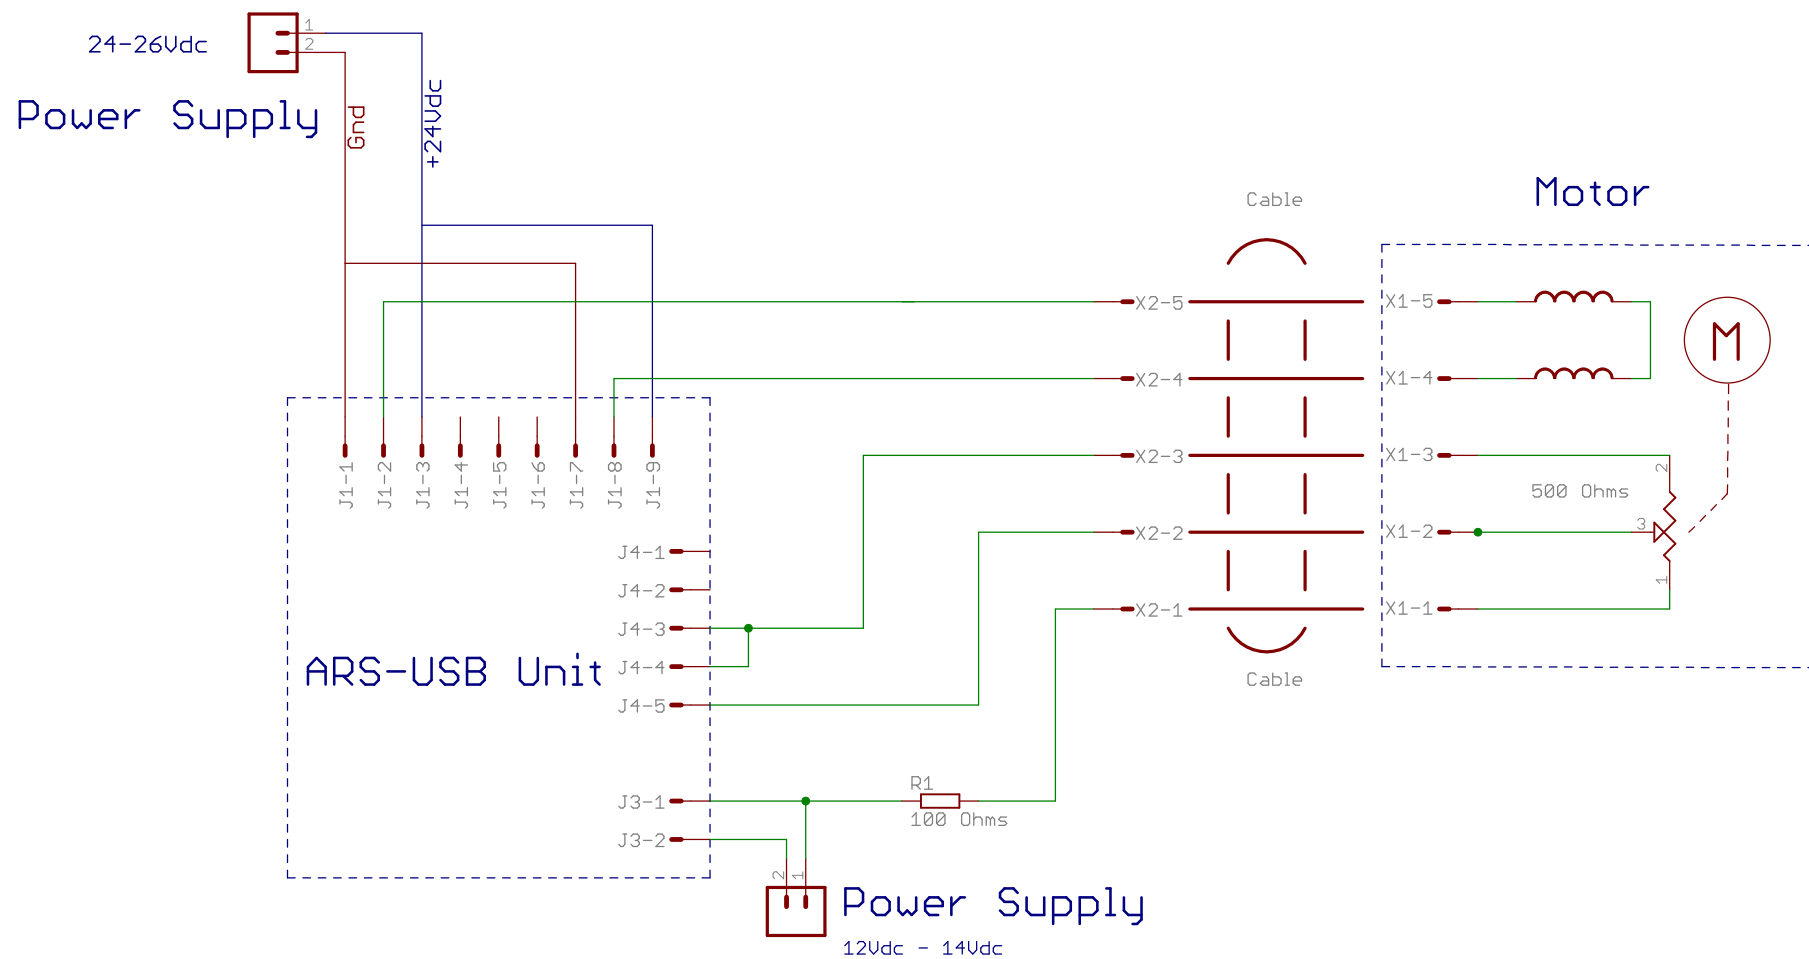 24-26Vdc
1
2
Power Supply
Gnd
+24Vdc
Cable
Motor
X2-5
X1-5
X2-4
X1-4
M
X2-3
X1-3
2
500 Ohms
X2-2
X1-2
3
1
X2-1
X1-1
Cable
J1-1
J1-2
J1-3
J1-4
J1-5
J1-6
J1-7
J1-8
J1-9
J4-1
J4-2
J4-3
J4-4
J4-5
ARS-USB Unit
J3-1
J3-2
R1
100 Ohms
2
1
Power Supply
12Vdc - 14Vdc